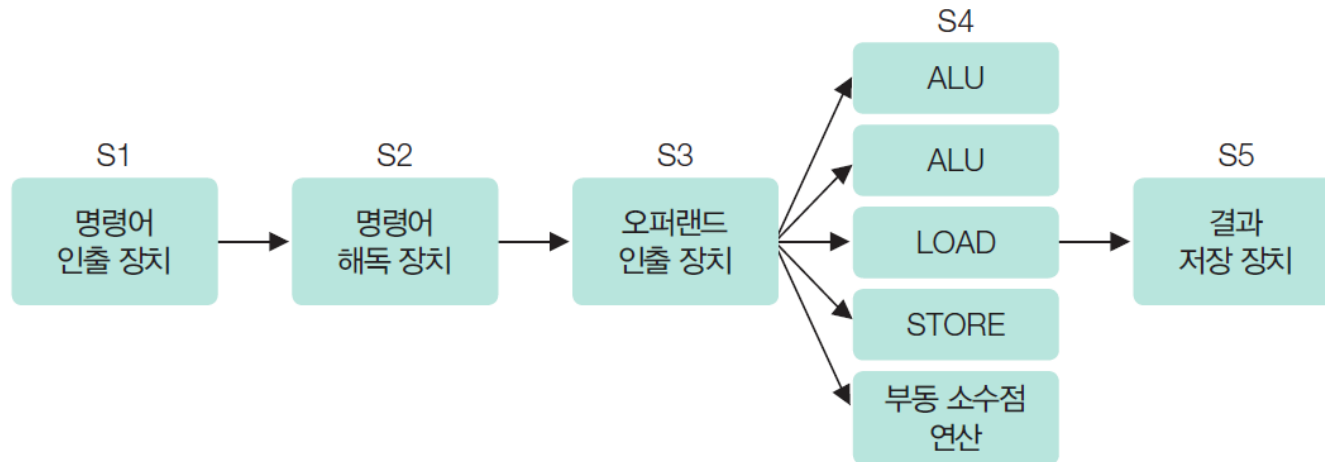 S1
명령어
인출 장치
S2
명령어
해독 장치
S3
오퍼랜드
인출 장치
S4
ALU
ALU
LOAD
STORE
부동 소수점
연산
S5
결과
저장 장치